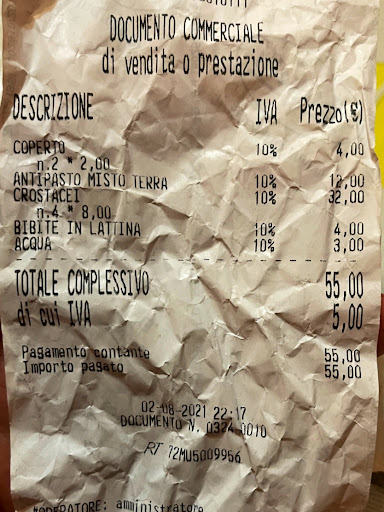 DOCUMENTO COMMERCIALE
di vendita o prestazione
DESCRIZIONE IVA Prezzo(€)
COPERTO 10% 4,00
n.2 * 2,00
ANTIPASTO MISTO TERRA 10% 12,00
CROSTACEI 10% 32,00
n.4 * 8,00
BIBITE IN LATTINA 10% 4,00
ACQUA 10% 3,00
TOTALE COMPLESSIVO 55,00
di cui IVA 5,00
Pagamento contante 55,00
Importo pagato 55,00
02-08-2021 22:17
DOCUMENTO N. 0324-0010
RT 72MU5009956
*OPERATORE: amministratore